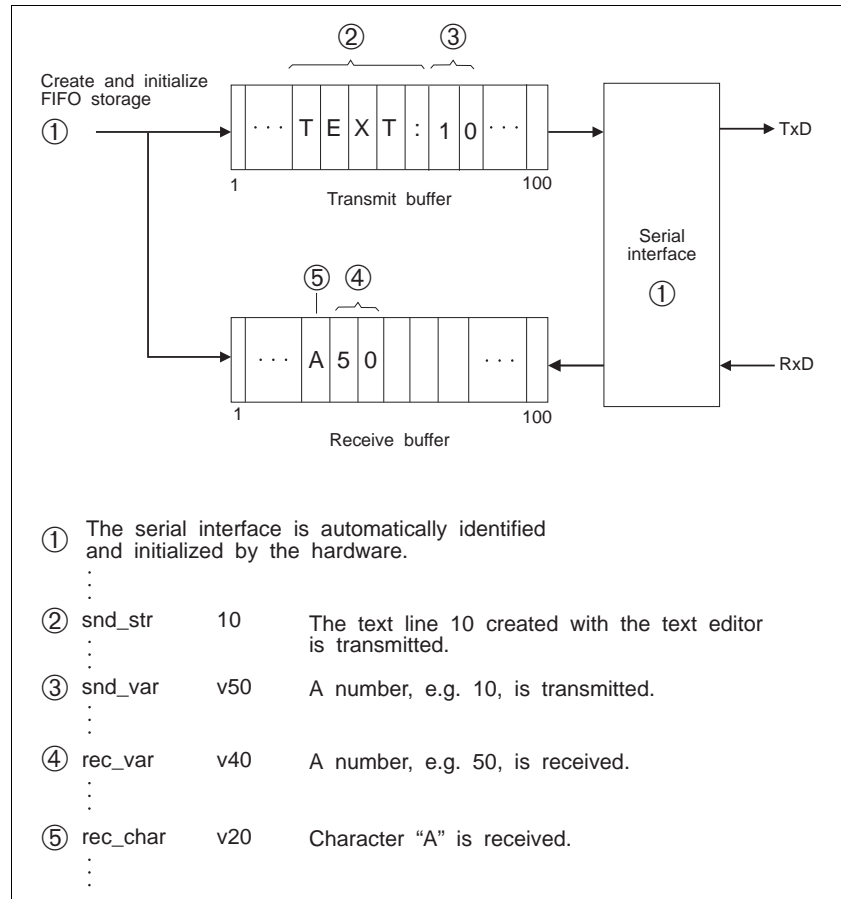 ② ③
Create and initialize
FIFO storage
①
· · · T E X T : 1 0 · · ·
TxD
1 100
Transmit buffer
Serial
interface
①
⑤ ④
· · · A 5 0 · · ·
RxD
1 100
Receive buffer
① The serial interface is automatically identified
and initialized by the hardware.
② snd_str 10 The text line 10 created with the text editor
is transmitted.
③ snd_var v50 A number, e.g. 10, is transmitted.
④ rec_var v40 A number, e.g. 50, is received.
⑤ rec_char v20 Character “A” is received.